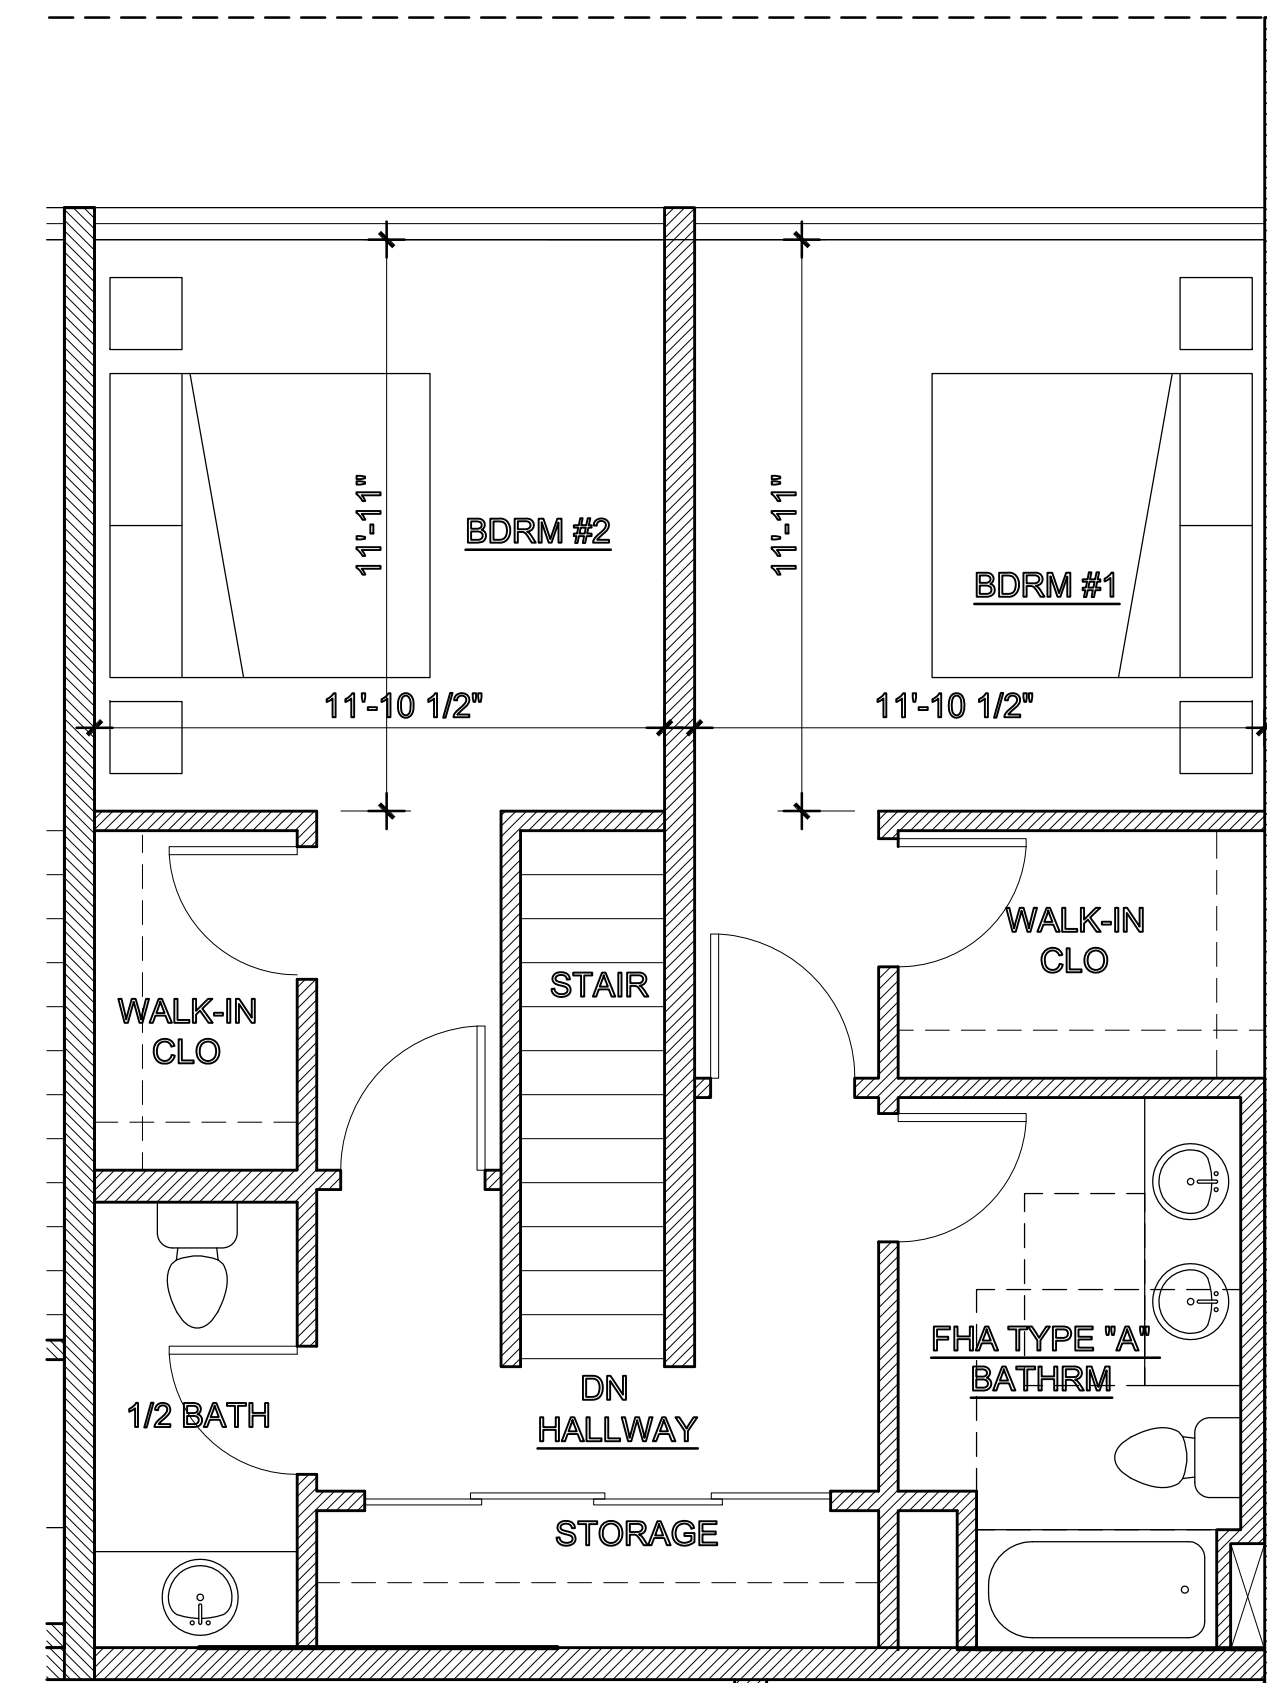 11'-11"
11'-11"
BDRM #2
BDRM #1
11'-10 1/2"
11'-10 1/2"
WALK-IN
CLO
STAIR
WALK-IN
CLO
FHA TYPE "A"
BATHRM
DN
1/2 BATH
HALLWAY
STORAGE